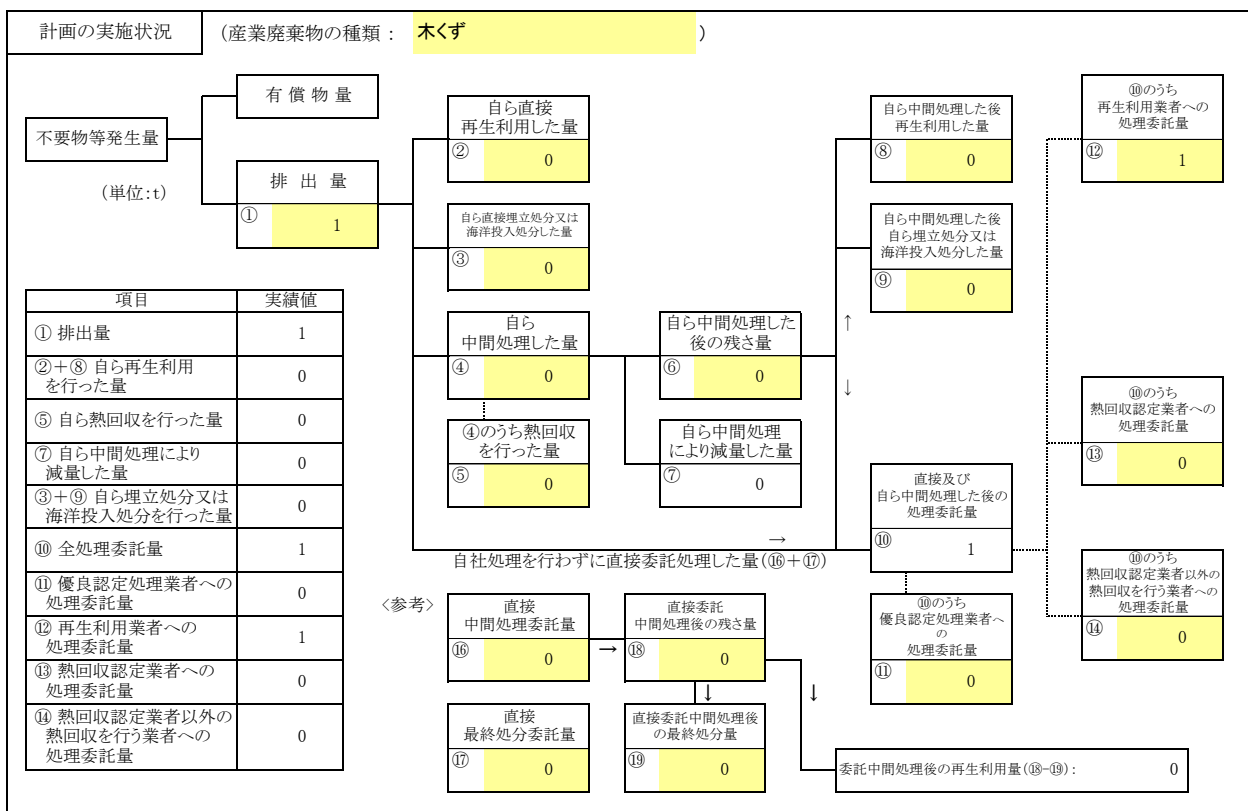 計画の実施状況 (産業廃棄物の種類: 木くず )
不要物等発生量
(単位:t)
有償物量
排出量
① 1
自ら直接
再生利用した量
② 0
自ら直接埋立処分又は
海洋投入処分した量
③ 0
自ら
中間処理した量
④ 0
④のうち熱回収
を行った量
⑤ 0
自ら中間処理した
後の残さ量
⑥ 0
自ら中間処理
により減量した量
⑦ 0
自ら中間処理した後
再生利用した量
⑧ 0
自ら中間処理した後
自ら埋立処分又は
海洋投入処分した量
⑨ 0
↑
↓
直接及び
自ら中間処理した後の
処理委託量
⑩ 1
→
自社処理を行わずに直接委託処理した量(⑯+⑰)
⑩のうち
優良認定処理業者へ
の
処理委託量
⑪ 0
⑩のうち
再生利用業者への
処理委託量
⑫ 1
⑩のうち
熱回収認定業者への
処理委託量
⑬ 0
⑩のうち
熱回収認定業者以外の
熱回収を行う業者への
処理委託量
⑭ 0
項目 実績値
① 排出量 1
②+⑧ 自ら再生利用
を行った量 0
⑤ 自ら熱回収を行った量 0
⑦ 自ら中間処理により
減量した量 0
③+⑨ 自ら埋立処分又は
海洋投入処分を行った量 0
⑩ 全処理委託量 1
⑪ 優良認定処理業者への
処理委託量 0
⑫ 再生利用業者への
処理委託量 1
⑬ 熱回収認定業者への
処理委託量 0
⑭ 熱回収認定業者以外の
熱回収を行う業者への
処理委託量 0
〈参考〉
直接
中間処理委託量
⑯ 0
→
直接委託
中間処理後の残さ量
⑱ 0
↓ ↓
直接
最終処分委託量
⑰ 0
直接委託中間処理後
の最終処分量
⑲ 0
委託中間処理後の再生利用量(⑱-⑲): 0